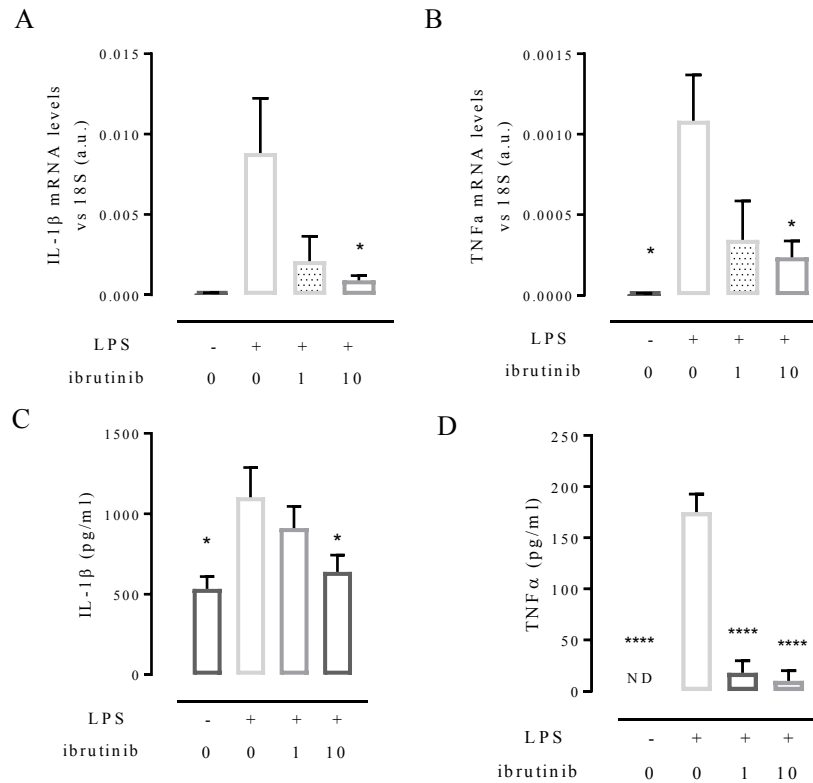 A
IL-1β mRNA levels
vs 18S (a.u.)
0.015
0.010
0.005
0.000
*
LPS - + + +
ibrutinib 0 0 1 10
B
TNFa mRNA levels
vs 18S (a.u.)
0.0015
0.0010
0.0005
0.0000
* *
LPS - + + +
ibrutinib 0 0 1 10
C
IL-1β (pg/ml)
1500
1000
500
0
* *
LPS - + + +
ibrutinib 0 0 1 10
D
TNFα (pg/ml)
250
200
150
100
50
0
**** **** ****
ND
LPS - + + +
ibrutinib 0 0 1 10